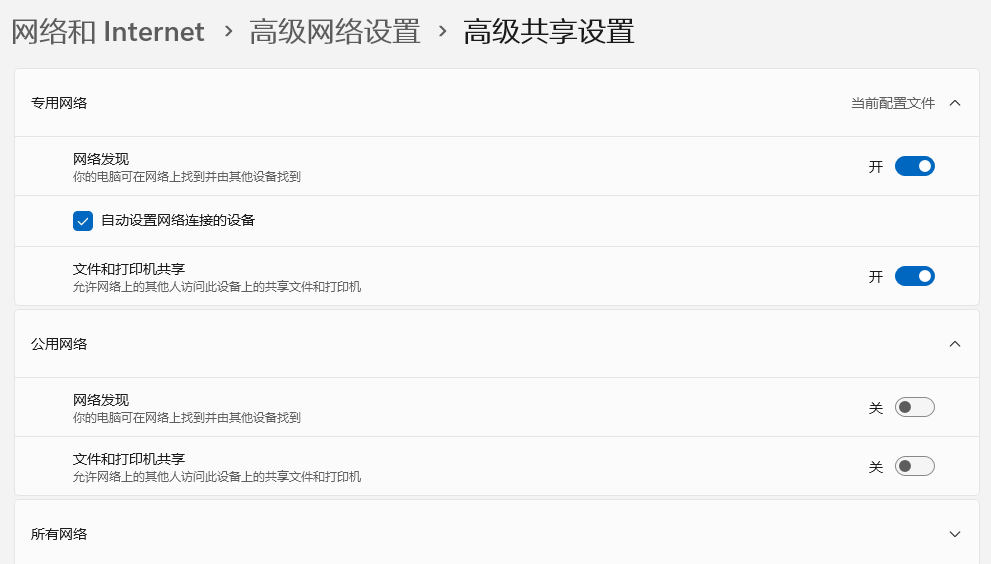 网络和 Internet › 高级网络设置 › 高级共享设置
专用网络 当前配置文件
网络发现
你的电脑可在网络上找到并由其他设备找到
开
自动设置网络连接的设备
文件和打印机共享
允许网络上的其他人访问此设备上的共享文件和打印机
开
公用网络
网络发现
你的电脑可在网络上找到并由其他设备找到
关
文件和打印机共享
允许网络上的其他人访问此设备上的共享文件和打印机
关
所有网络